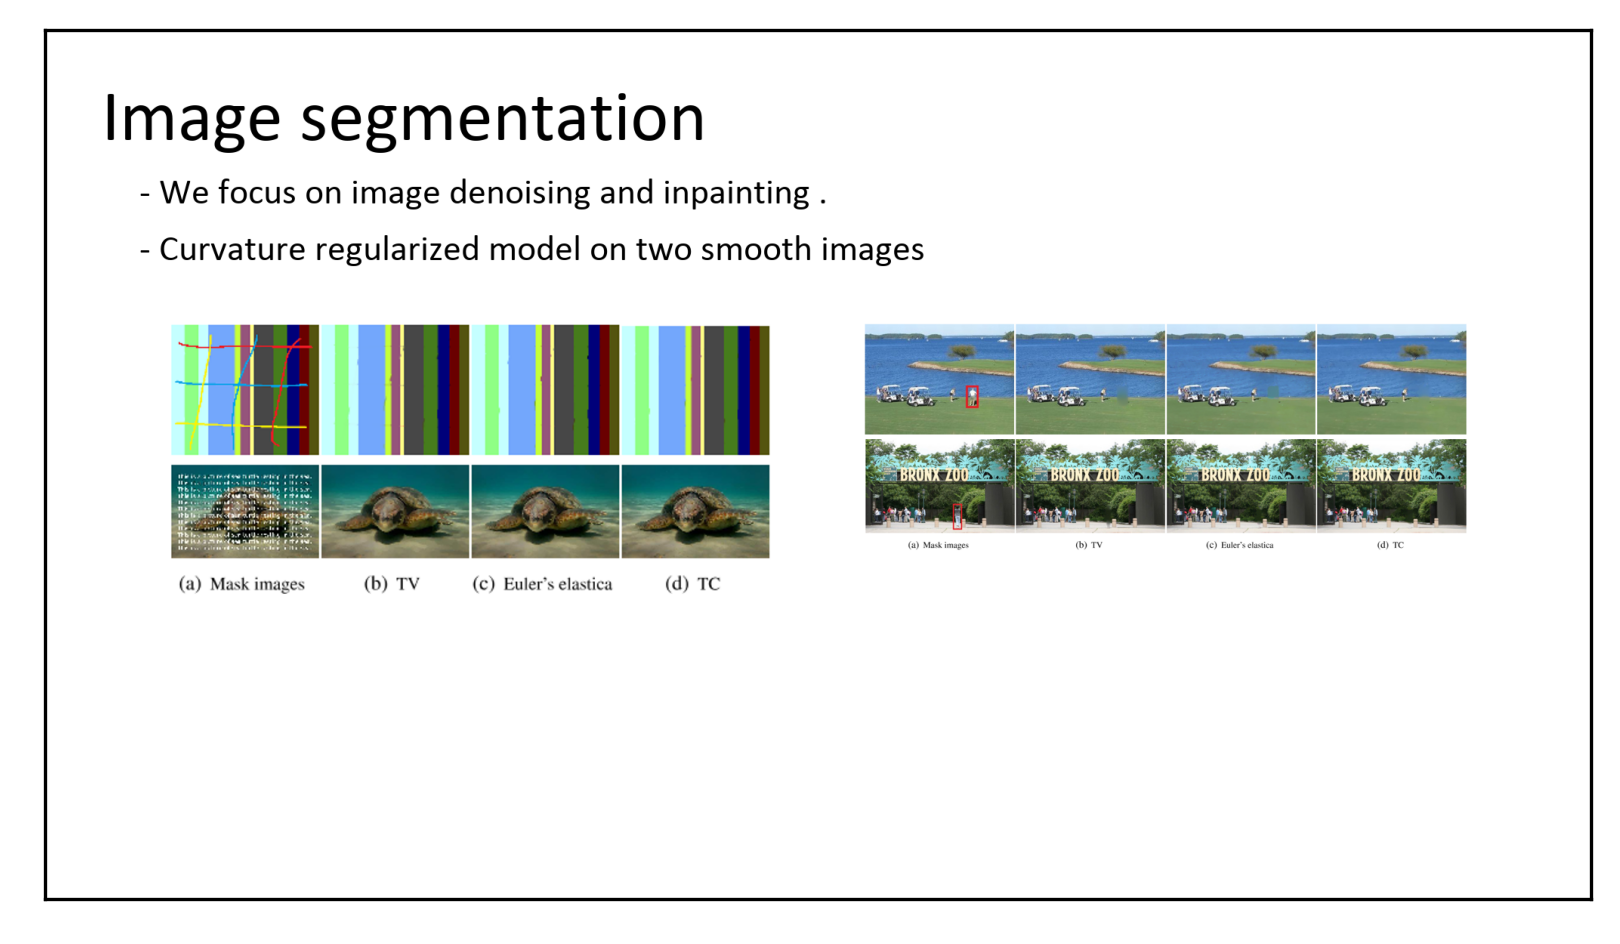 Image segmentation
- We focus on image denoising and inpainting .
- Curvature regularized model on two smooth images
BRONX ZOO BRONX ZOO BRONX ZOO BRONX ZOO
(a) Mask images (b) TV (c) Euler's elastica (d) TC
(a) Mask images (b) TV (c) Euler's elastica (d) TC